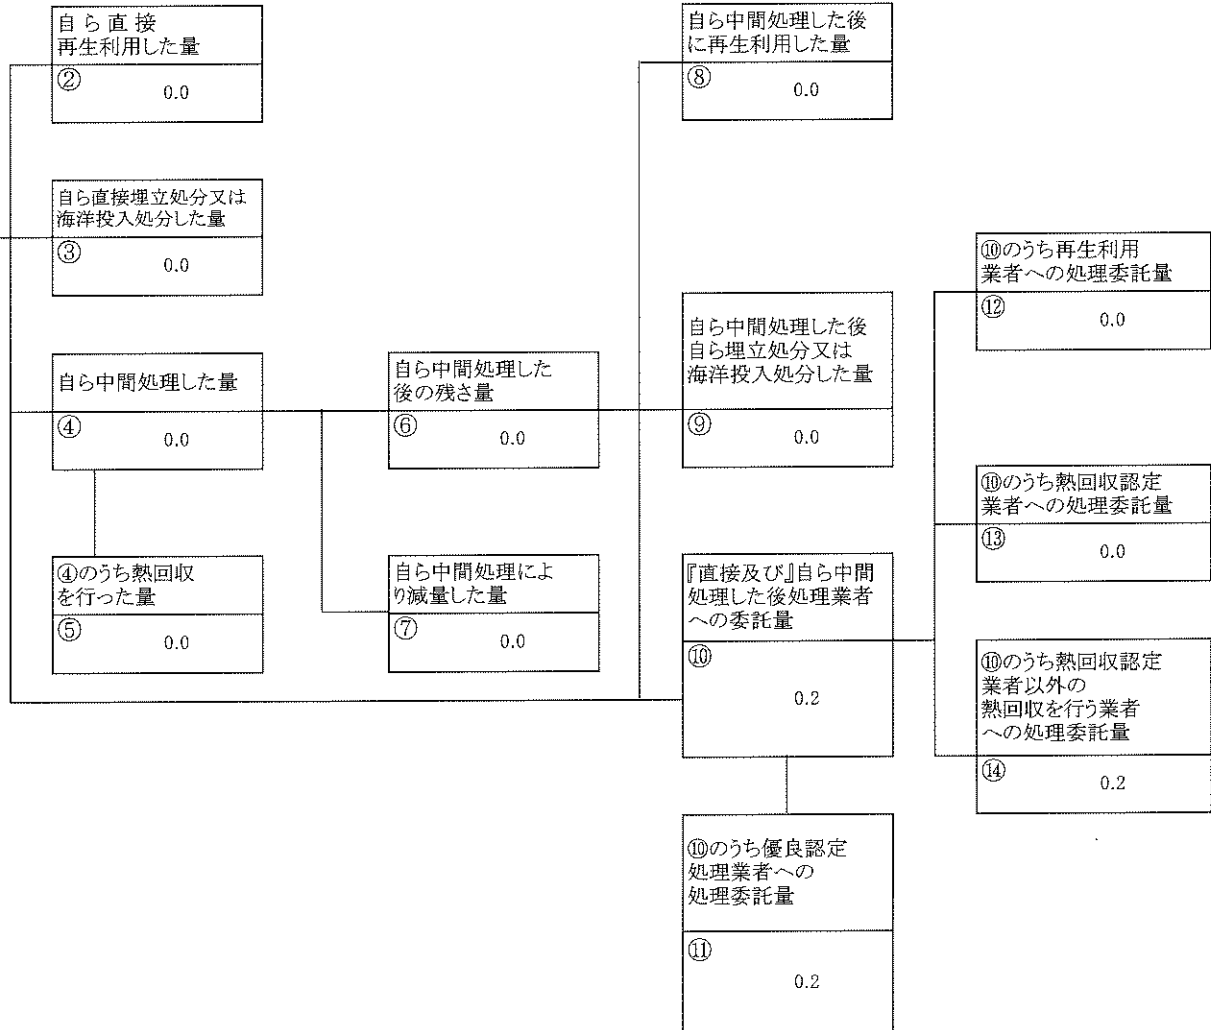 自 ら 直 接
再生利用した量
②
0.0
自ら直接埋立処分又は
海洋投入処分した量
③
0.0
自ら中間処理した量
④
0.0
④のうち熱回収
を行った量
⑤
0.0
自ら中間処理した
後の残さ量
⑥
0.0
自ら中間処理によ
り減量した量
⑦
0.0
自ら中間処理した後
に再生利用した量
⑧
0.0
自ら中間処理した後
自ら埋立処分又は
海洋投入処分した量
⑨
0.0
『直接及び』自ら中間
処理した後処理業者
への委託量
⑩
0.2
⑩のうち優良認定
処理業者への
処理委託量
⑪
0.2
⑩のうち再生利用
業者への処理委託量
⑫
0.0
⑩のうち熱回収認定
業者への処理委託量
⑬
0.0
⑩のうち熱回収認定
業者以外の
熱回収を行う業者
への処理委託量
⑭
0.2